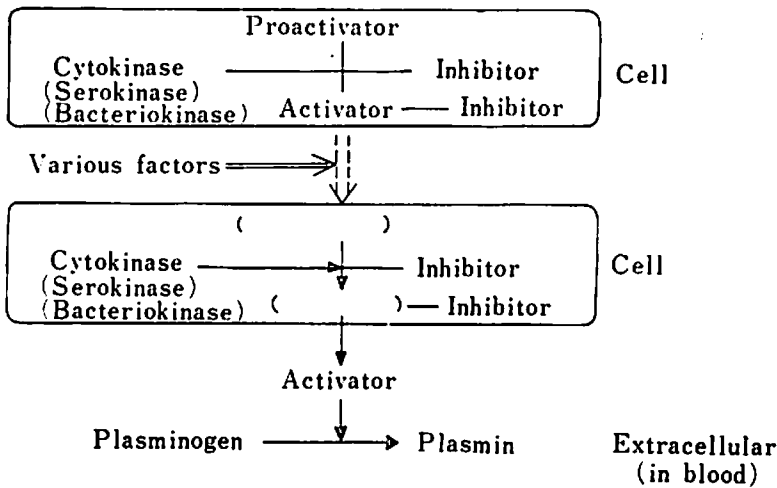 Proactivator
Cytokinase Inhibitor Cell
(Serokinase)
(Bacteriokinase) Activator — Inhibitor
Various factors
( )
Cytokinase Inhibitor Cell
(Serokinase)
(Bacteriokinase) ( ) — Inhibitor
Activator
Plasminogen Plasmin Extracellular
(in blood)